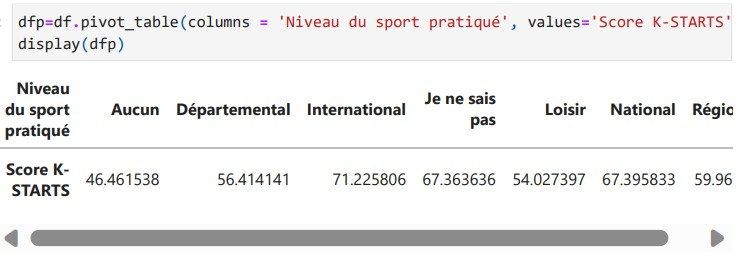 dfp=df.pivot_table(columns = 'Niveau du sport pratiqué', values='Score K-STARTS'
display(dfp)
Niveau du sport pratiqué Aucun Départemental International Je ne sais pas Loisir National Régio
Score K-STARTS 46.461538 56.414141 71.225806 67.363636 54.027397 67.395833 59.96